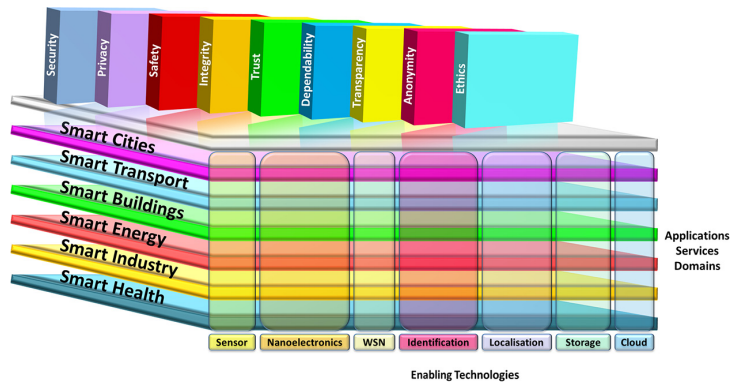 Security
Privacy
Safety
Integrity
Trust
Dependability
Transparency
Anonymity
Ethics
Smart Cities
Smart Transport
Smart Buildings
Smart Energy
Smart Industry
Smart Health
Applications
Services
Domains
Sensor
Nanoelectronics
WSN
Identification
Localisation
Storage
Cloud
Enabling Technologies